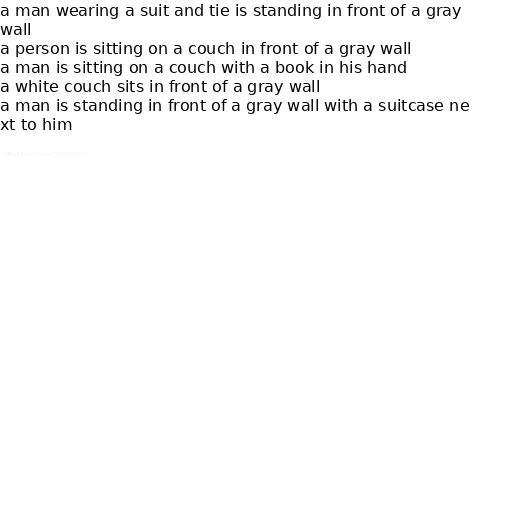 a man wearing a suit and tie is standing in front of a gray
wall
a person is sitting on a couch in front of a gray wall
a man is sitting on a couch with a book in his hand
a white couch sits in front of a gray wall
a man is standing in front of a gray wall with a suitcase ne
xt to him